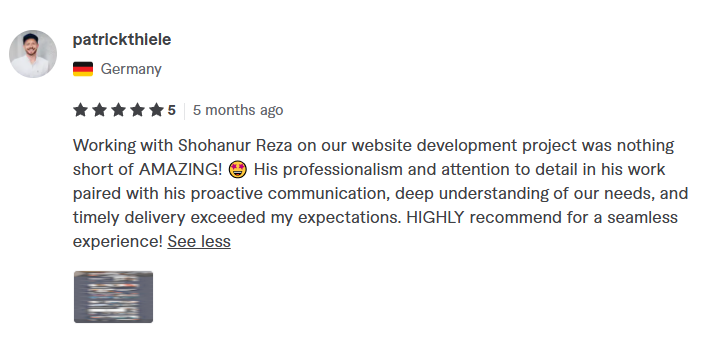 patrickthiele
Germany
5 5 months ago
Working with Shohanur Reza on our website development project was nothing
short of AMAZING! 🤩 His professionalism and attention to detail in his work
paired with his proactive communication, deep understanding of our needs, and
timely delivery exceeded my expectations. HIGHLY recommend for a seamless
experience! See less